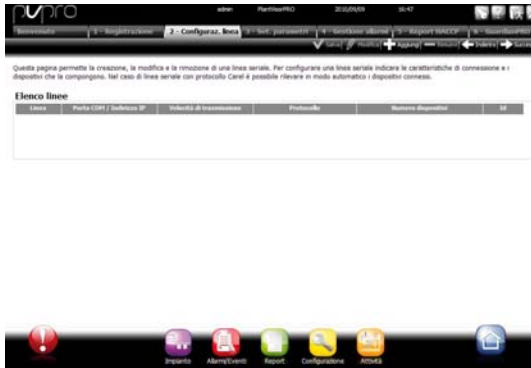 pvpro
admin PlantVisorPRO 2010/09/09 16:47
Benvenuto 1 - Registrazione 2 - Configuraz. linea 3 - Set. parametri 4 - Gestione allarmi 5 - Report HACCP 6 - GuardianPRO
Salva Modifica Aggiungi Rimuovi Indietro
Questa pagina permette la creazione, la modifica e la rimozione di una linea seriale. Per configurare una linea seriale indicare le caratteristiche di connessione e i
dispositivi che la compongono. Nel caso di linee seriale con protocollo Carel è possibile rilevare in modo automatico i dispositivi connessi.
Elenco linee
Linea Porta COM / Indirizzo IP Velocità di trasmissione Protocollo Numero dispositivi Id
Impianto Allarmi/Eventi Report Configurazione Attività